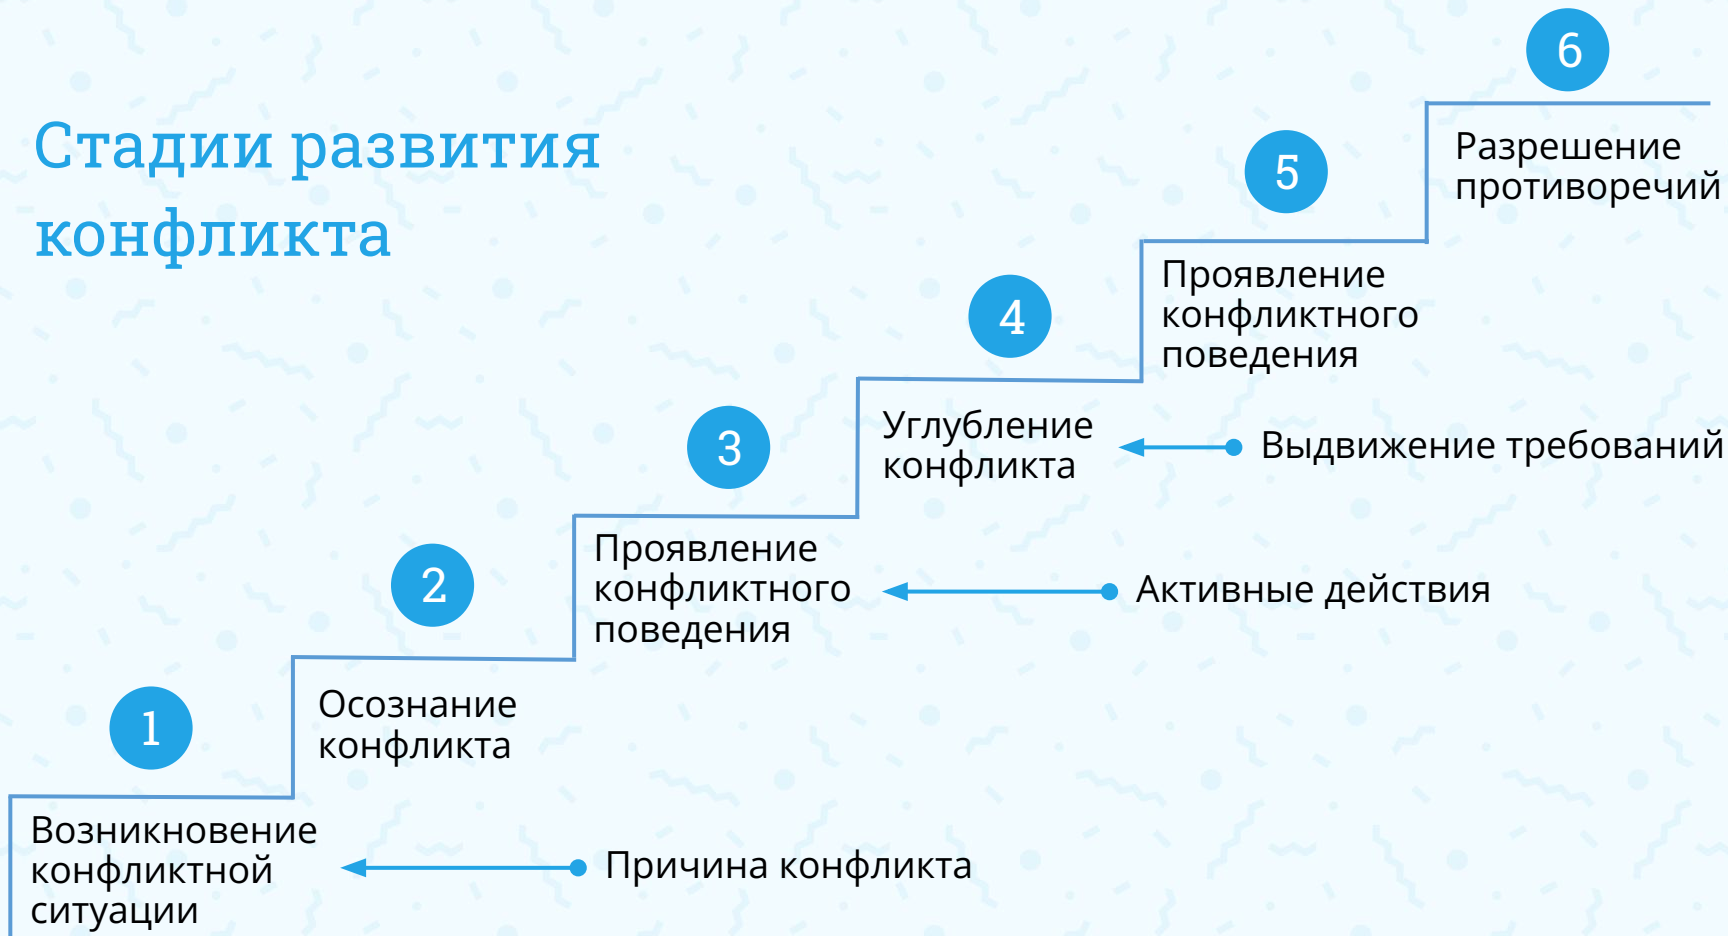 Стадии развития
конфликта
6
Разрешение
противоречий
5
Проявление
конфликтного
поведения
4
Углубление
конфликта
Выдвижение требований
3
Проявление
конфликтного
поведения
Активные действия
2
Осознание
конфликта
1
Возникновение
конфликтной
ситуации
Причина конфликта